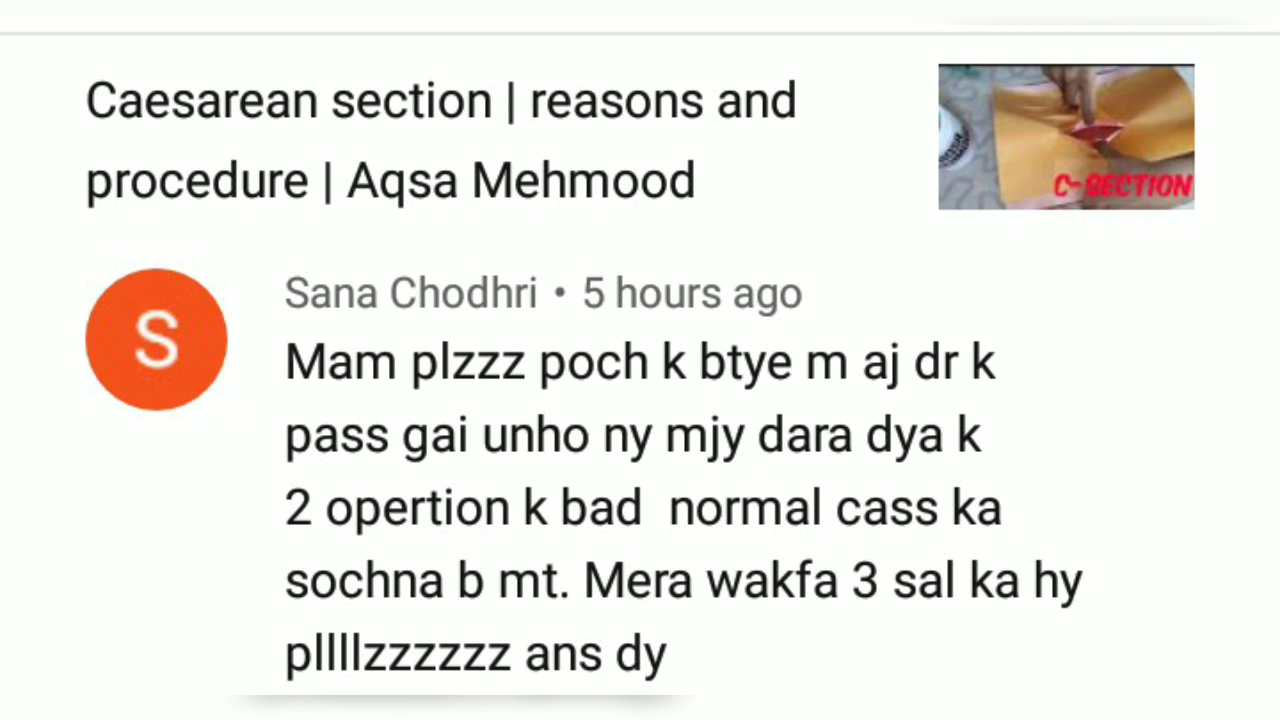 Caesarean section | reasons and
procedure | Aqsa Mehmood
C-SECTION
S
Sana Chodhri • 5 hours ago
Mam plzzz poch k btye m aj dr k
pass gai unho ny mjy dara dya k
2 opertion k bad normal cass ka
sochna b mt. Mera wakfa 3 sal ka hy
pllllzzzzzz ans dy